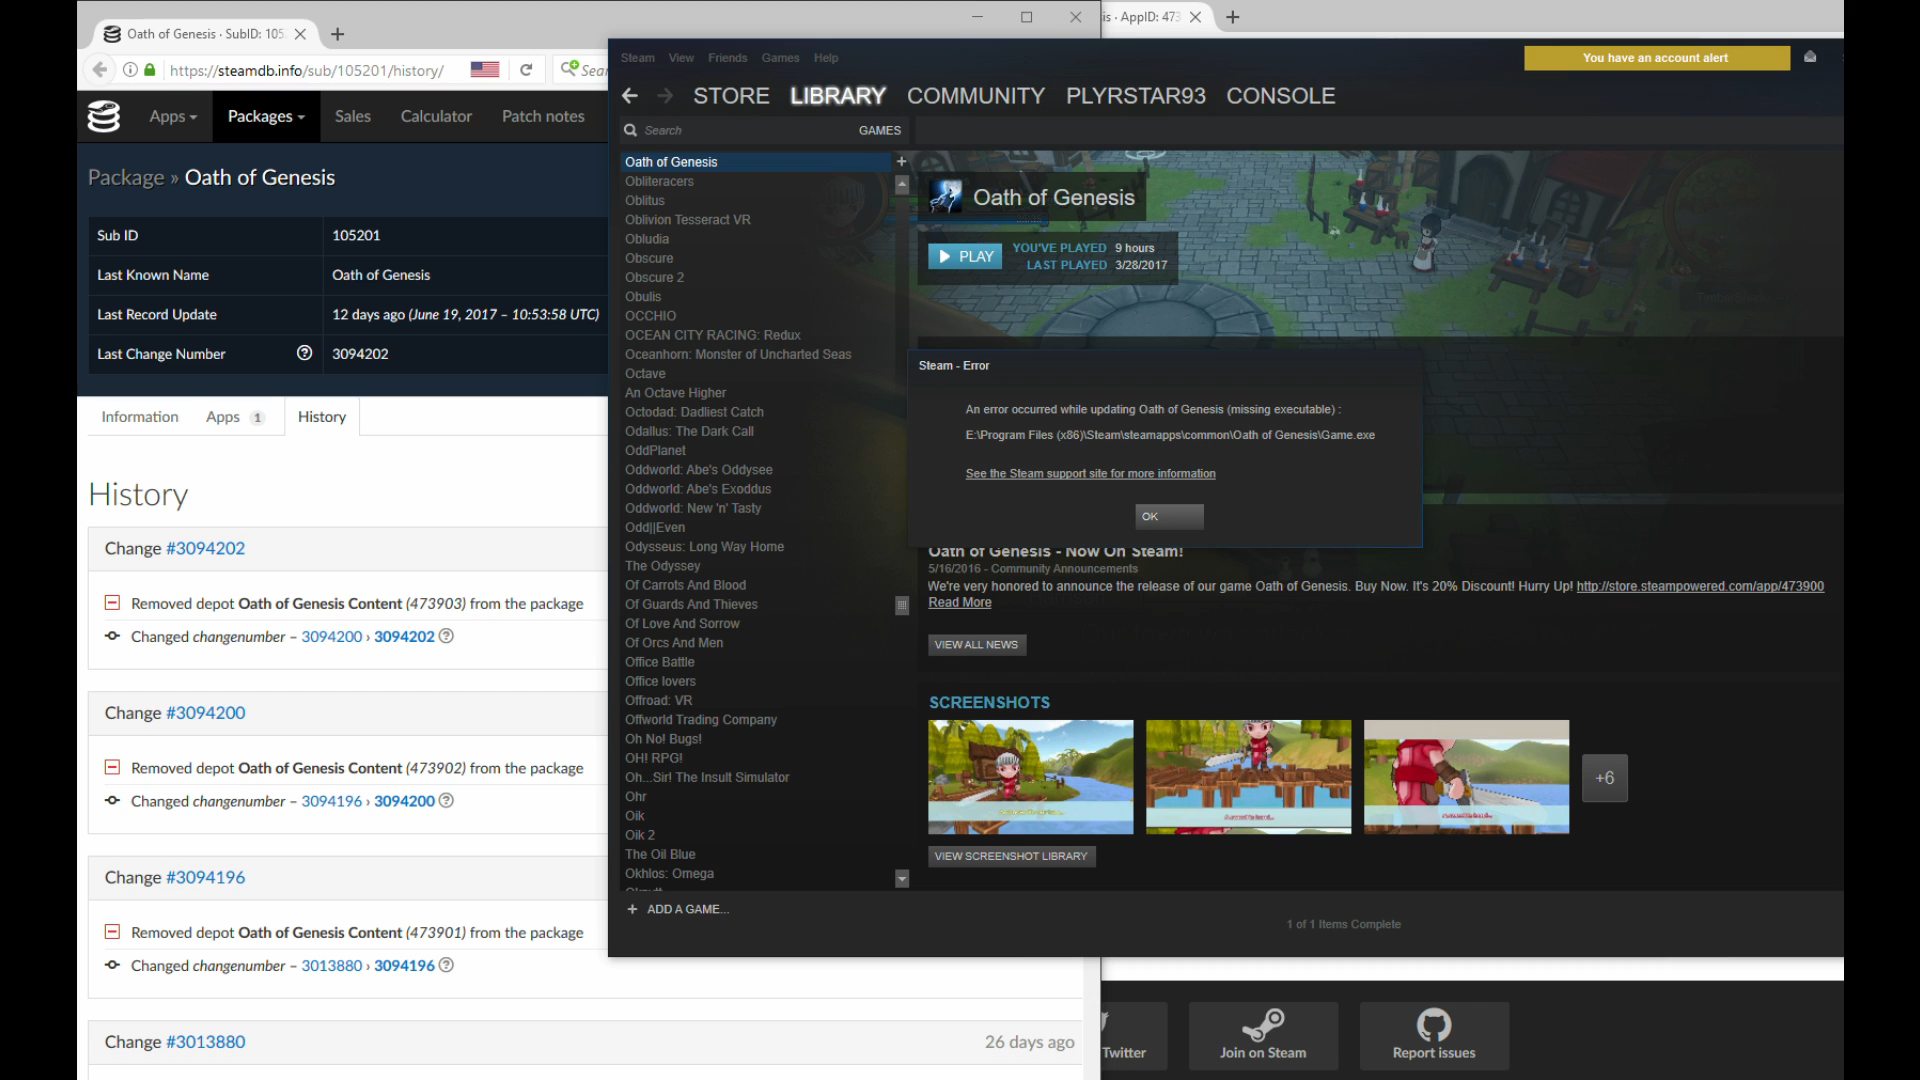 Oath of Genesis · SubID: 105
is · AppID: 473
https://steamdb.info/sub/105201/history/
Sear
Apps
Packages
Sales
Calculator
Patch notes
Package » Oath of Genesis
Sub ID
105201
Last Known Name
Oath of Genesis
Last Record Update
12 days ago (June 19, 2017 – 10:53:58 UTC)
Last Change Number
3094202
Information
Apps 1
History
History
Change #3094202
Removed depot Oath of Genesis Content (473903) from the package
Changed changenumber – 3094200 › 3094202
Change #3094200
Removed depot Oath of Genesis Content (473902) from the package
Changed changenumber – 3094196 › 3094200
Change #3094196
Removed depot Oath of Genesis Content (473901) from the package
Changed changenumber – 3013880 › 3094196
Change #3013880
26 days ago
Steam View Friends Games Help
You have an account alert
STORE LIBRARY COMMUNITY PLYRSTAR93 CONSOLE
Search
GAMES
Oath of Genesis
Obliteracers
Oblitus
Oblivion Tesseract VR
Obludia
Obscure
Obscure 2
Obulis
OCCHIO
OCEAN CITY RACING: Redux
Oceanhorn: Monster of Uncharted Seas
Octave
An Octave Higher
Octodad: Dadliest Catch
Odallus: The Dark Call
OddPlanet
Oddworld: Abe's Oddysee
Oddworld: Abe's Exoddus
Oddworld: New 'n' Tasty
Odd||Even
Odysseus: Long Way Home
The Odyssey
Of Carrots And Blood
Of Guards And Thieves
Of Love And Sorrow
Of Orcs And Men
Office Battle
Office lovers
Offroad: VR
Offworld Trading Company
Oh No! Bugs!
OH! RPG!
Oh...Sir! The Insult Simulator
Ohr
Oik
Oik 2
The Oil Blue
Okhlos: Omega
+ ADD A GAME...
Oath of Genesis
PLAY
YOU'VE PLAYED 9 hours
LAST PLAYED 3/28/2017
Steam - Error
An error occurred while updating Oath of Genesis (missing executable) :
E:\Program Files (x86)\Steam\steamapps\common\Oath of Genesis\Game.exe
See the Steam support site for more information
OK
Oath of Genesis - Now On Steam!
5/16/2016 - Community Announcements
We're very honored to announce the release of our game Oath of Genesis. Buy Now. It's 20% Discount! Hurry Up! http://store.steampowered.com/app/473900
Read More
VIEW ALL NEWS
SCREENSHOTS
+6
VIEW SCREENSHOT LIBRARY
1 of 1 Items Complete
Twitter
Join on Steam
Report issues